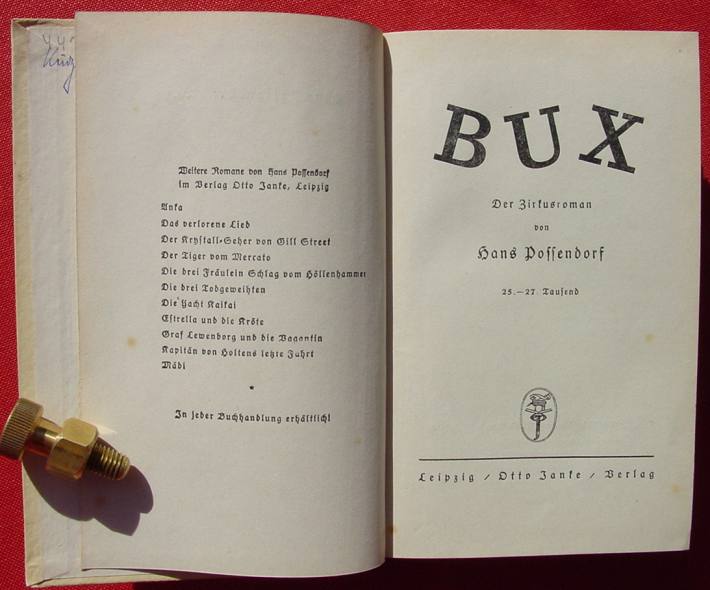 Weitere Romane von Hans Possendorf
im Verlag Otto Janke, Leipzig
Anka
Das verlorene Lied
Der Krystall-Seher von Gill Street
Der Tiger vom Mercato
Die drei Fräulein Schlag vom Höllenhammer
Die drei Todgeweihten
Die Yacht Kaikai
Estrella und die Kröte
Graf Lewenborg und die Vagantin
Kapitän von Holtens letzte Fahrt
Mädi
*
In jeder Buchhandlung erhältlich!
BUX
Der Zirkusroman
von
Hans Possendorf
25.–27. Tausend
Leipzig / Otto Janke / Verlag